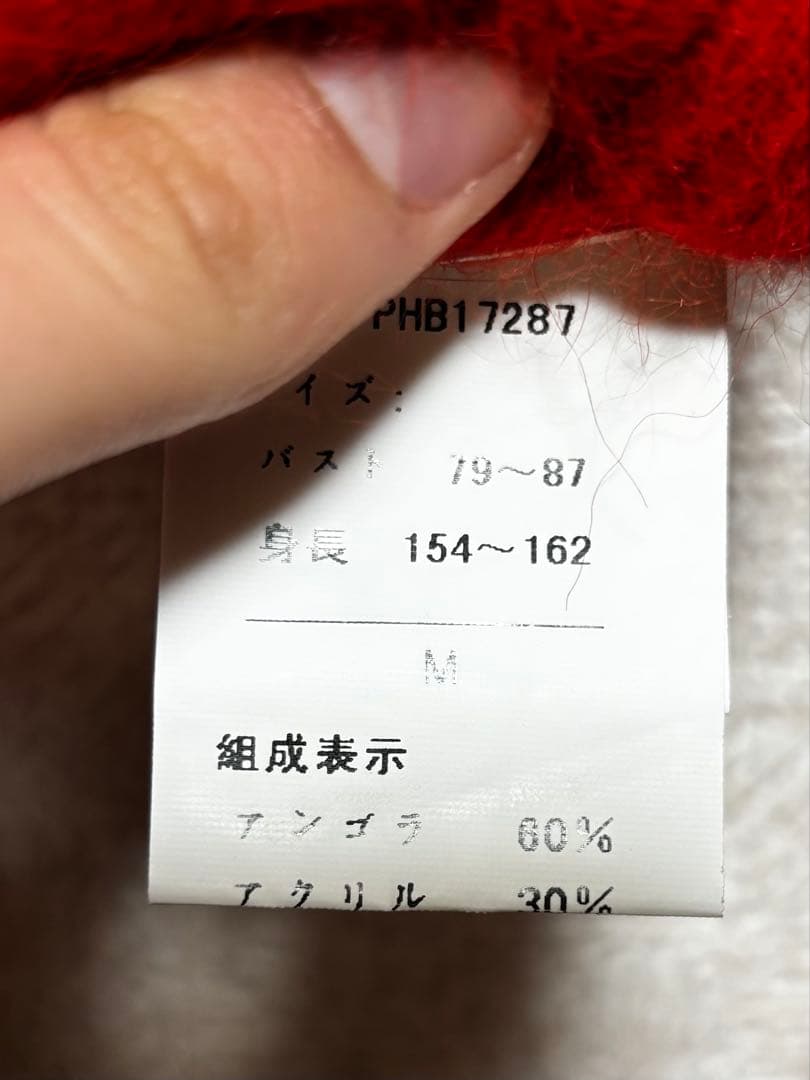 PHB17287
イズ:
バスト 79～87
身長 154～162
M
組成表示
アンゴラ 60%
アクリル 30%